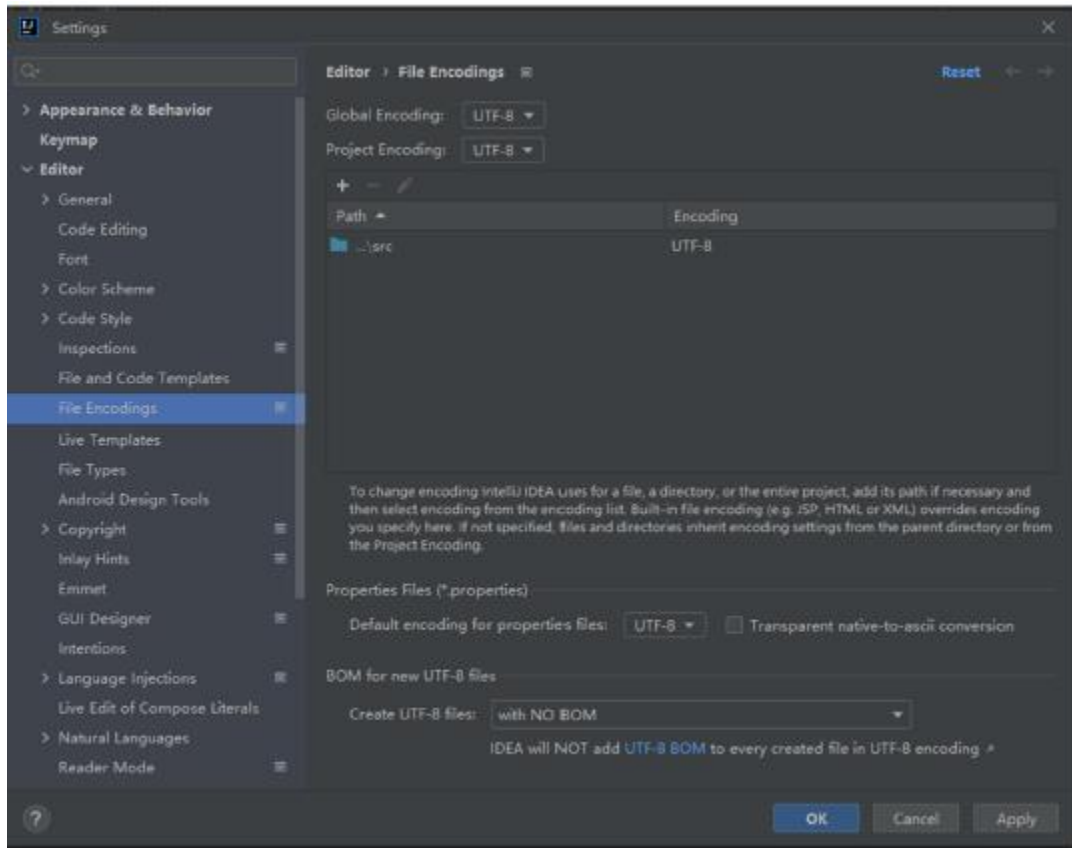 Settings
Editor › File Encodings
Reset
Appearance & Behavior
Keymap
Editor
General
Code Editing
Font
Color Scheme
Code Style
Inspections
File and Code Templates
File Encodings
Live Templates
File Types
Android Design Tools
Copyright
Inlay Hints
Emmet
GUI Designer
Intentions
Language Injections
Live Edit of Compose Literals
Natural Languages
Reader Mode
Global Encoding: UTF-8
Project Encoding: UTF-8
Path Encoding
...\src UTF-8
To change encoding IntelliJ IDEA uses for a file, a directory, or the entire project, add its path if necessary and
then select encoding from the encoding list. Built-in file encoding (e.g. JSP, HTML or XML) overrides encoding
you specify here. If not specified, files and directories inherit encoding settings from the parent directory or from
the Project Encoding.
Properties Files (*.properties)
Default encoding for properties files: UTF-8 Transparent native-to-ascii conversion
BOM for new UTF-8 files
Create UTF-8 files: with NO BOM
IDEA will NOT add UTF-8 BOM to every created file in UTF-8 encoding ↗
?
OK Cancel Apply